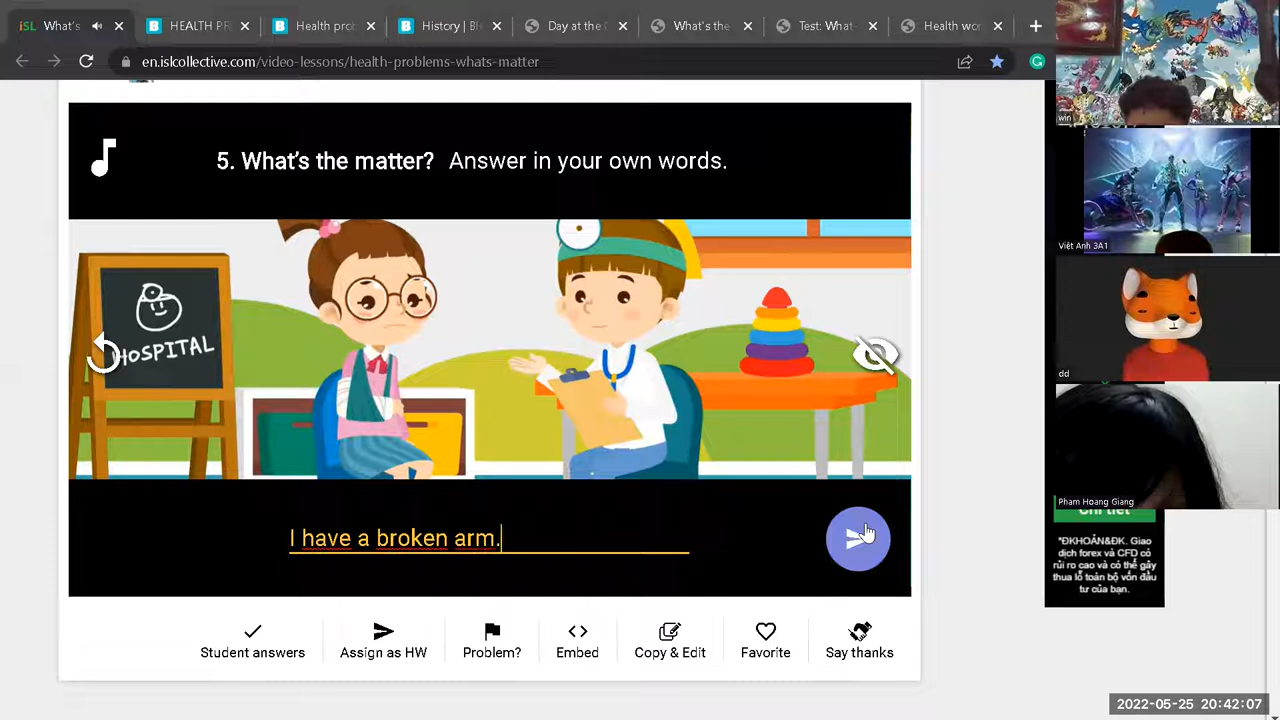 iSL What's
HEALTH PR
Health pro
History | Bl
Day at the
What's the
Test: What
Health wor
en.islcollective.com/video-lessons/health-problems-whats-matter
5. What's the matter? Answer in your own words.
HOSPITAL
I have a broken arm.
Student answers
Assign as HW
Problem?
Embed
Copy & Edit
Favorite
Say thanks
win
Việt Anh 3A1
dd
Pham Hoang Giang
Chi tiết
*ĐKHOẢN&ĐK. Giao
dịch forex và CFD có
rủi ro cao và có thể gây
thua lỗ toàn bộ vốn đầu
tư của bạn.
2022-05-25 20:42:07